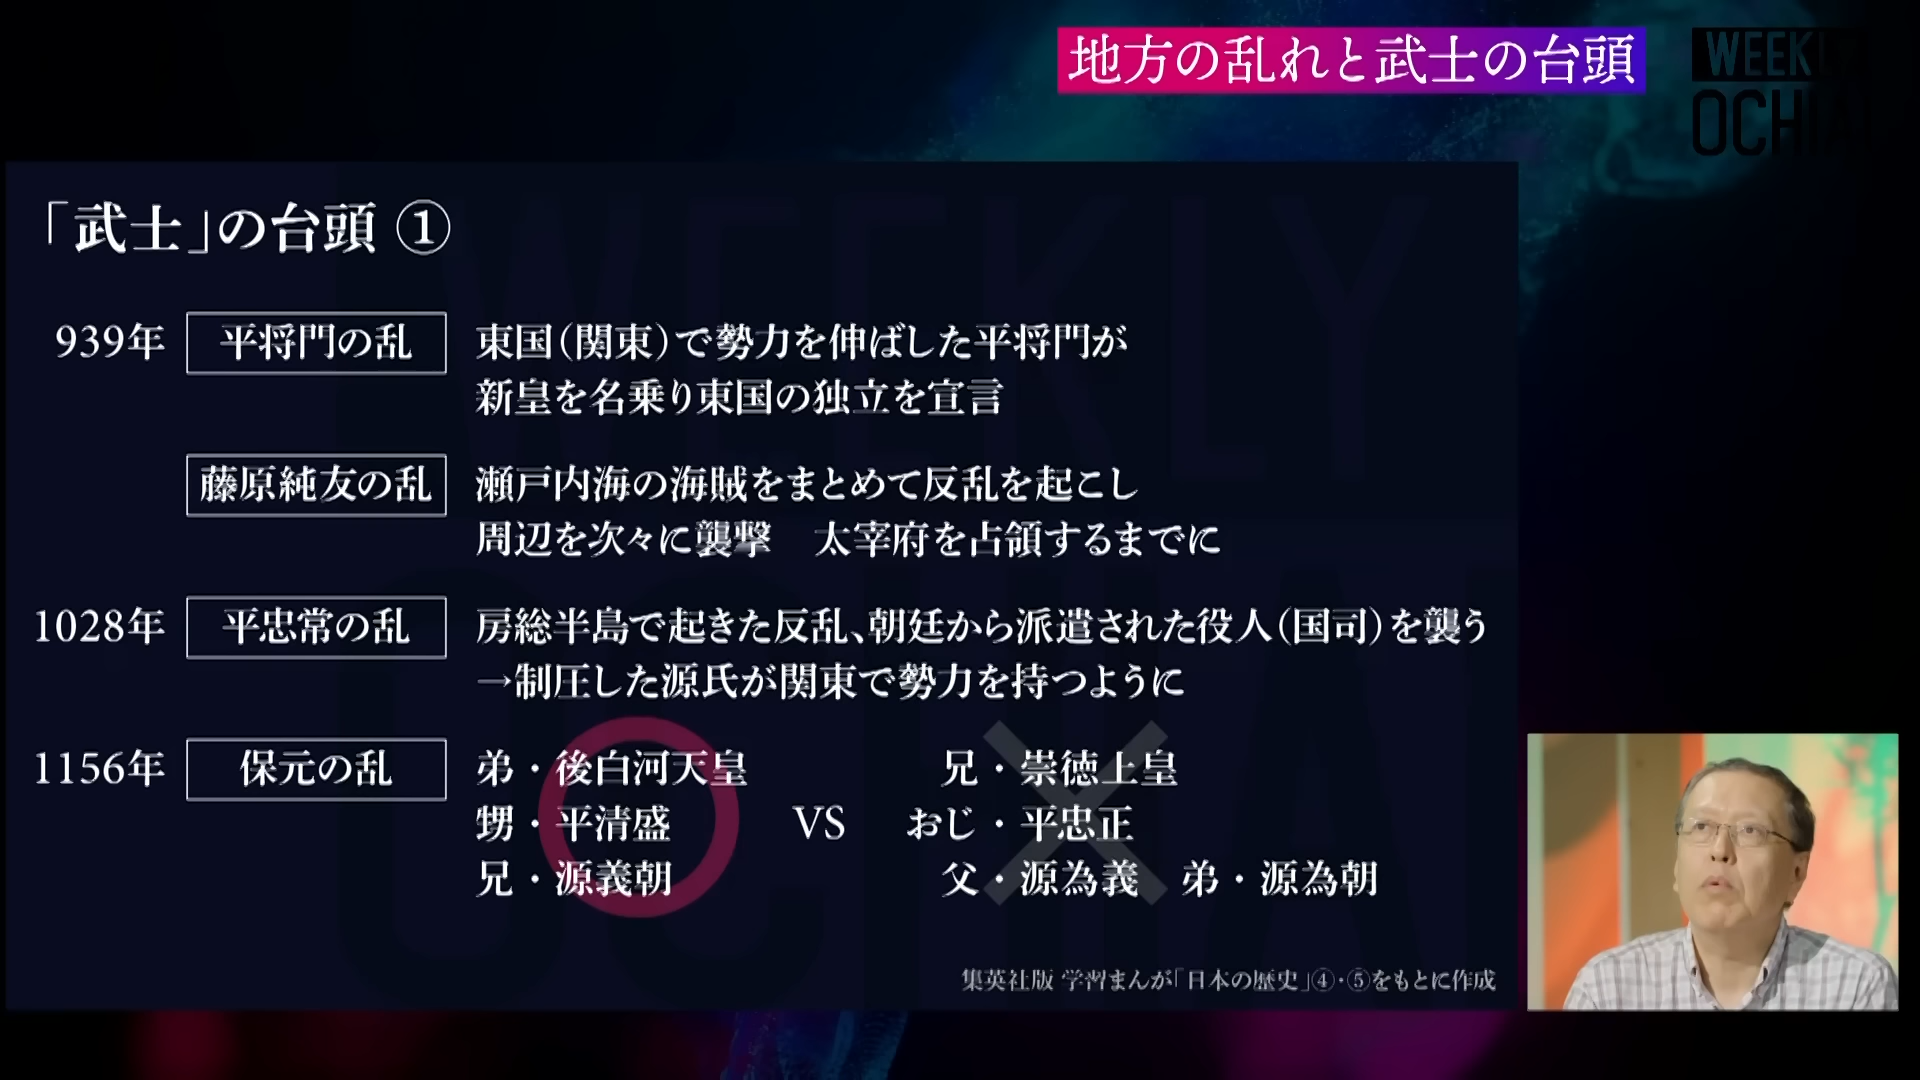 地方の乱れと武士の台頭
WEEKLY
OCHIAI
「武士」の台頭 ①
939年 平将門の乱 東国（関東）で勢力を伸ばした平将門が
新皇を名乗り東国の独立を宣言
藤原純友の乱 瀬戸内海の海賊をまとめて反乱を起こし
周辺を次々に襲撃　太宰府を占領するまでに
1028年 平忠常の乱 房総半島で起きた反乱、朝廷から派遣された役人（国司）を襲う
→制圧した源氏が関東で勢力を持つように
1156年 保元の乱 弟・後白河天皇 兄・崇徳上皇
甥・平清盛 VS おじ・平忠正
兄・源義朝 父・源為義 弟・源為朝
集英社版 学習まんが「日本の歴史」④・⑤をもとに作成